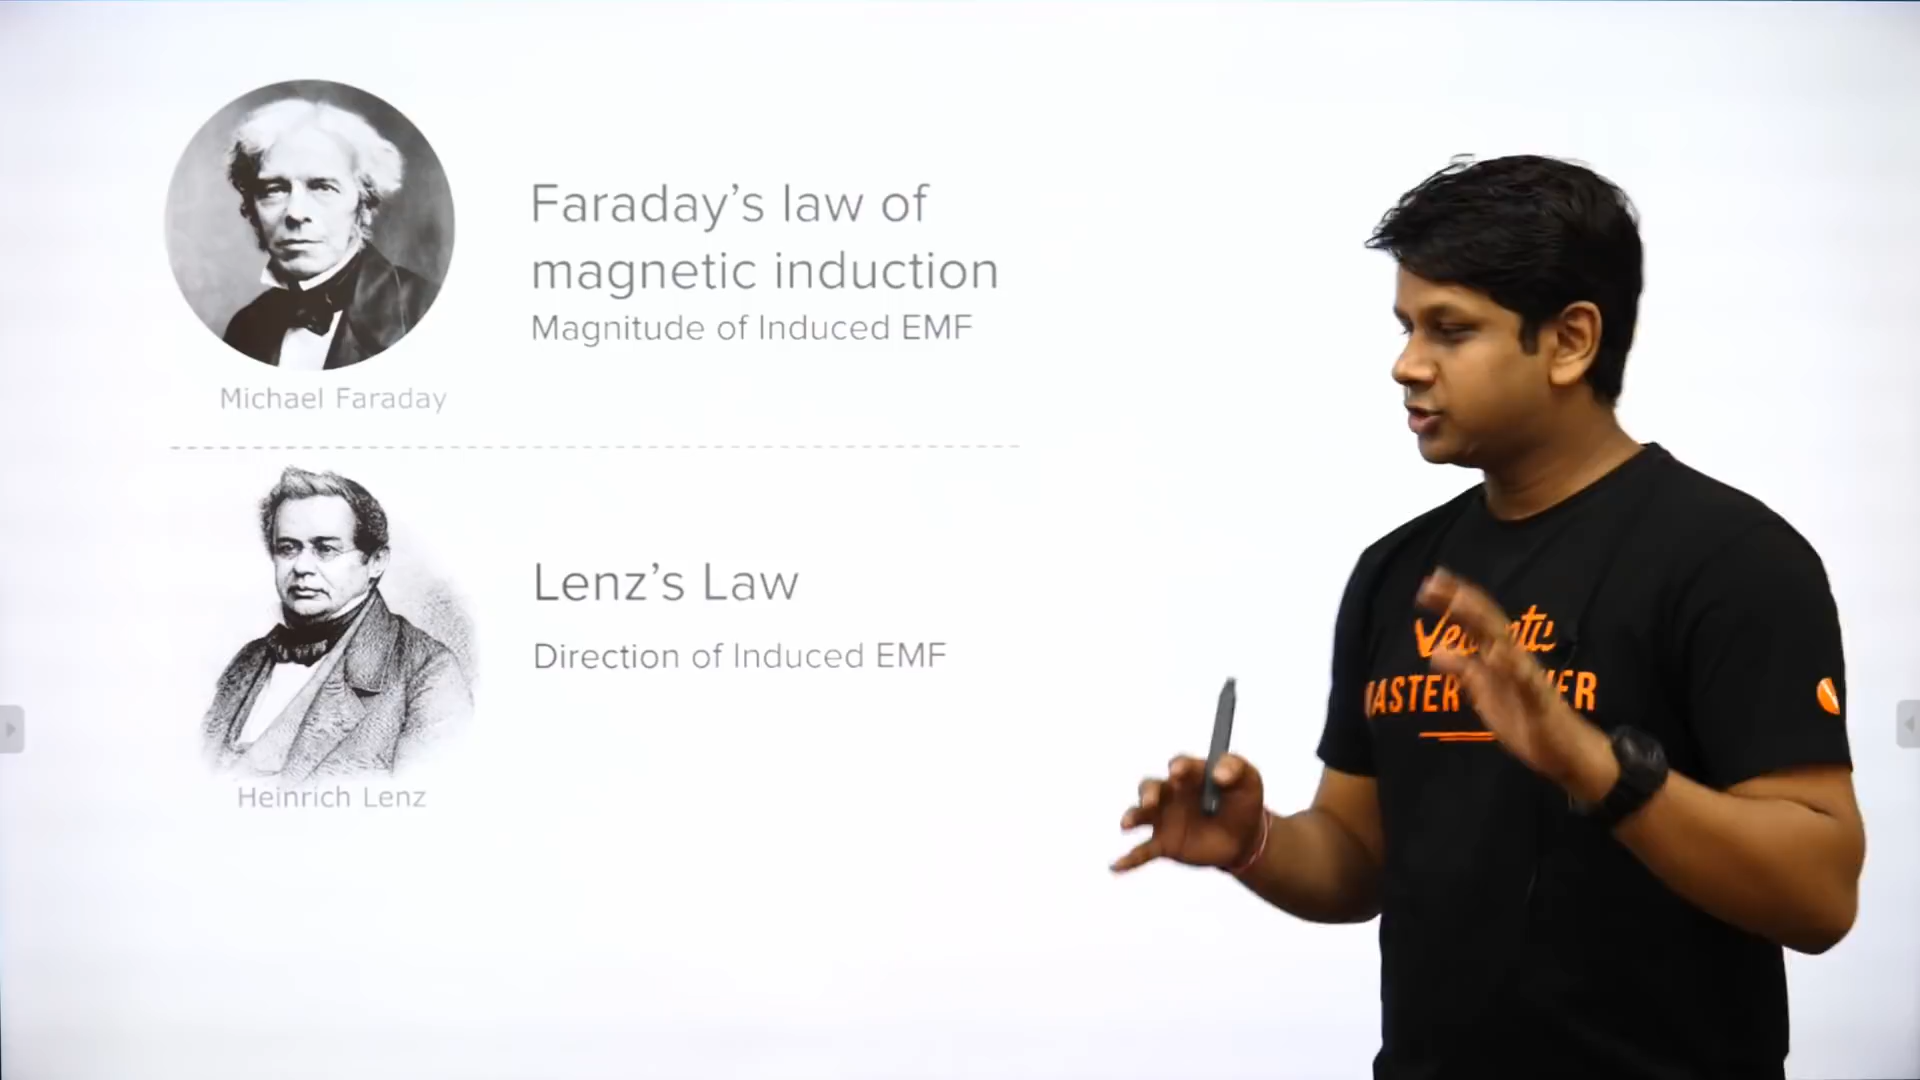 Faraday’s law of
magnetic induction
Magnitude of Induced EMF
Michael Faraday
Lenz’s Law
Direction of Induced EMF
Heinrich Lenz